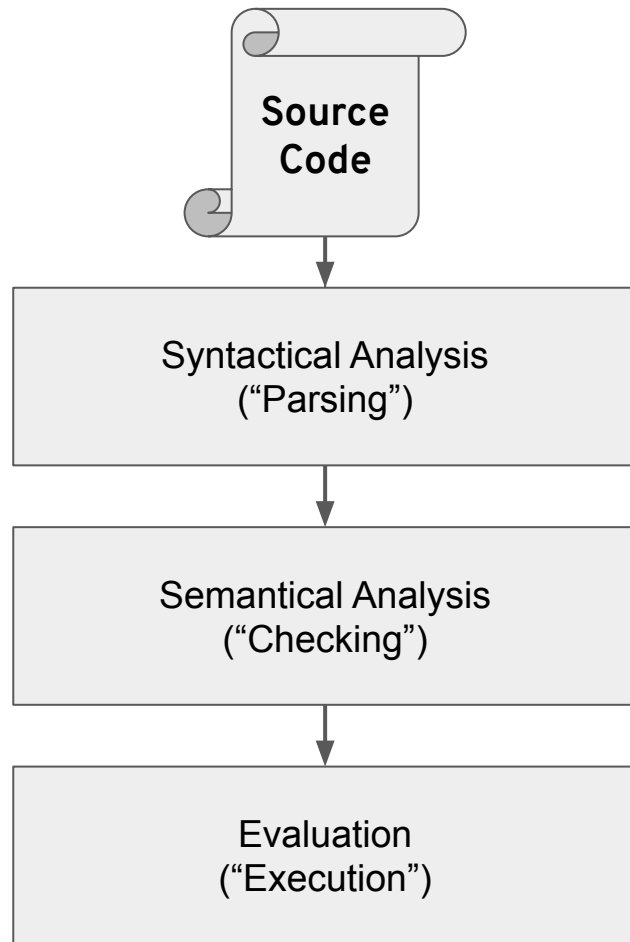 Source
Code
Syntactical Analysis
(“Parsing”)
Semantical Analysis
(“Checking”)
Evaluation
(“Execution”)